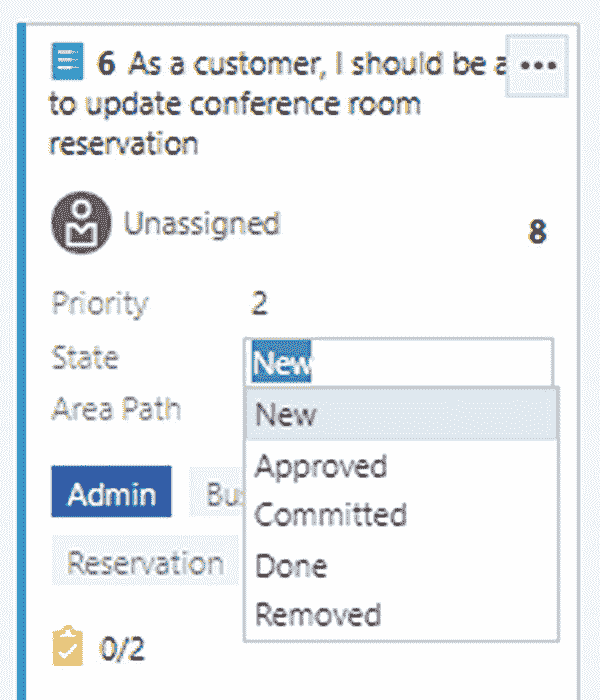 6 As a customer, I should be a ...
to update conference room
reservation
Unassigned 8
Priority 2
State New
Area Path New
Approved
Admin Bu
Committed
Reservation Done
Removed
0/2